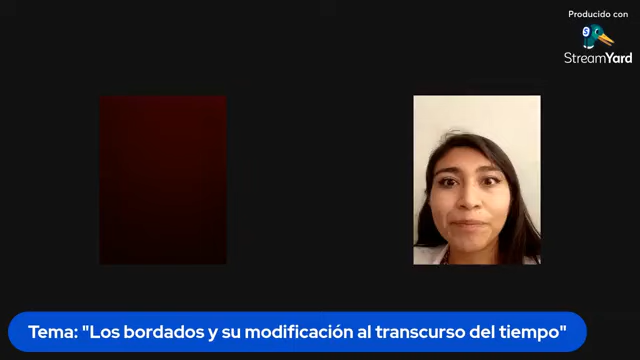 Producido con
StreamYard
Tema: "Los bordados y su modificación al transcurso del tiempo"